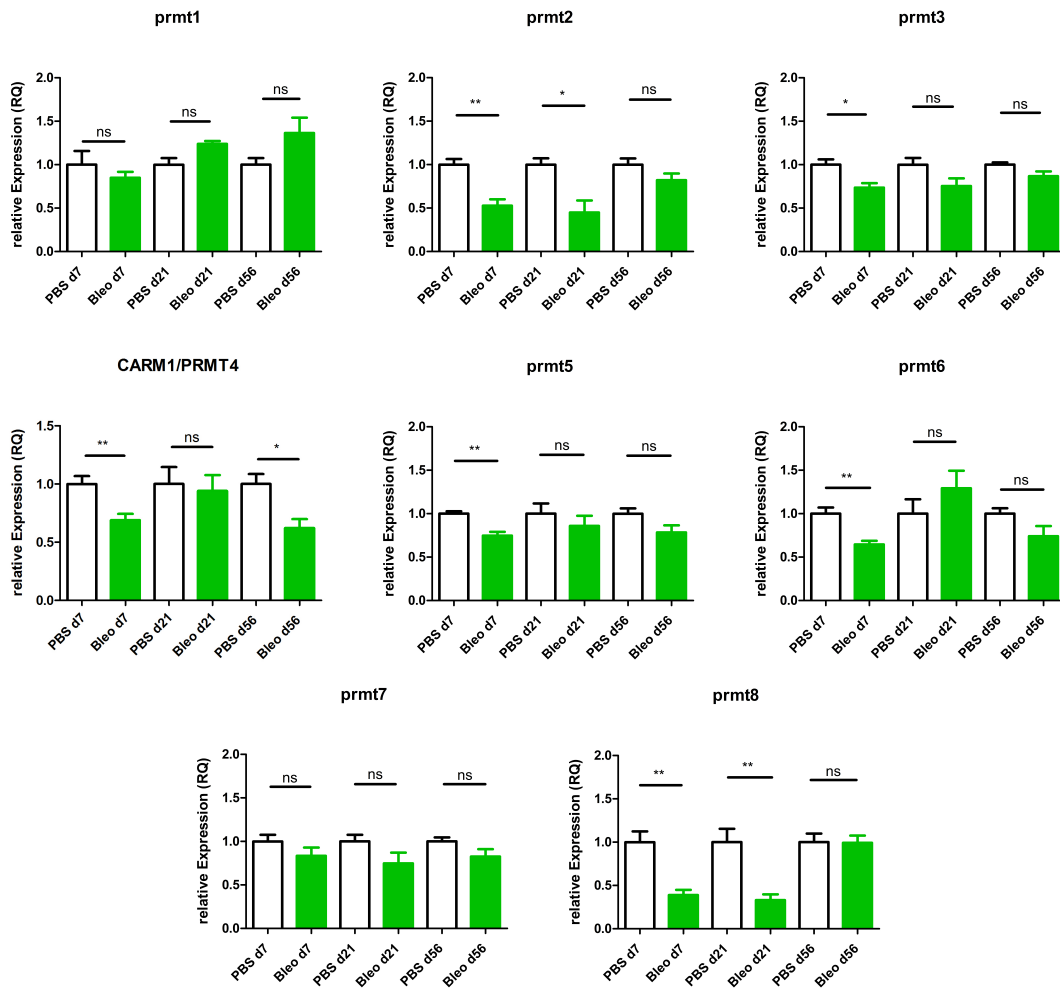 prmt1
relative Expression (RQ)
2.0
1.5
1.0
0.5
0.0
ns
ns
ns
PBS d7
Bleo d7
PBS d21
Bleo d21
PBS d56
Bleo d56
prmt2
relative Expression (RQ)
2.0
1.5
1.0
0.5
0.0
**
*
ns
PBS d7
Bleo d7
PBS d21
Bleo d21
PBS d56
Bleo d56
prmt3
relative Expression (RQ)
2.0
1.5
1.0
0.5
0.0
*
ns
ns
PBS d7
Bleo d7
PBS d21
Bleo d21
PBS d56
Bleo d56
CARM1/PRMT4
relative Expression (RQ)
1.5
1.0
0.5
0.0
**
ns
*
PBS d7
Bleo d7
PBS d21
Bleo d21
PBS d56
Bleo d56
prmt5
relative Expression (RQ)
2.0
1.5
1.0
0.5
0.0
**
ns
ns
PBS d7
Bleo d7
PBS d21
Bleo d21
PBS d56
Bleo d56
prmt6
relative Expression (RQ)
2.0
1.5
1.0
0.5
0.0
**
ns
ns
PBS d7
Bleo d7
PBS d21
Bleo d21
PBS d56
Bleo d56
prmt7
relative Expression (RQ)
2.0
1.5
1.0
0.5
0.0
ns
ns
ns
PBS d7
Bleo d7
PBS d21
Bleo d21
PBS d56
Bleo d56
prmt8
relative Expression (RQ)
2.0
1.5
1.0
0.5
0.0
**
**
ns
PBS d7
Bleo d7
PBS d21
Bleo d21
PBS d56
Bleo d56